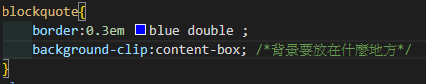 blockquote{
border:0.3em blue double ;
background-clip:content-box; /*背景要放在什麼地方*/
}